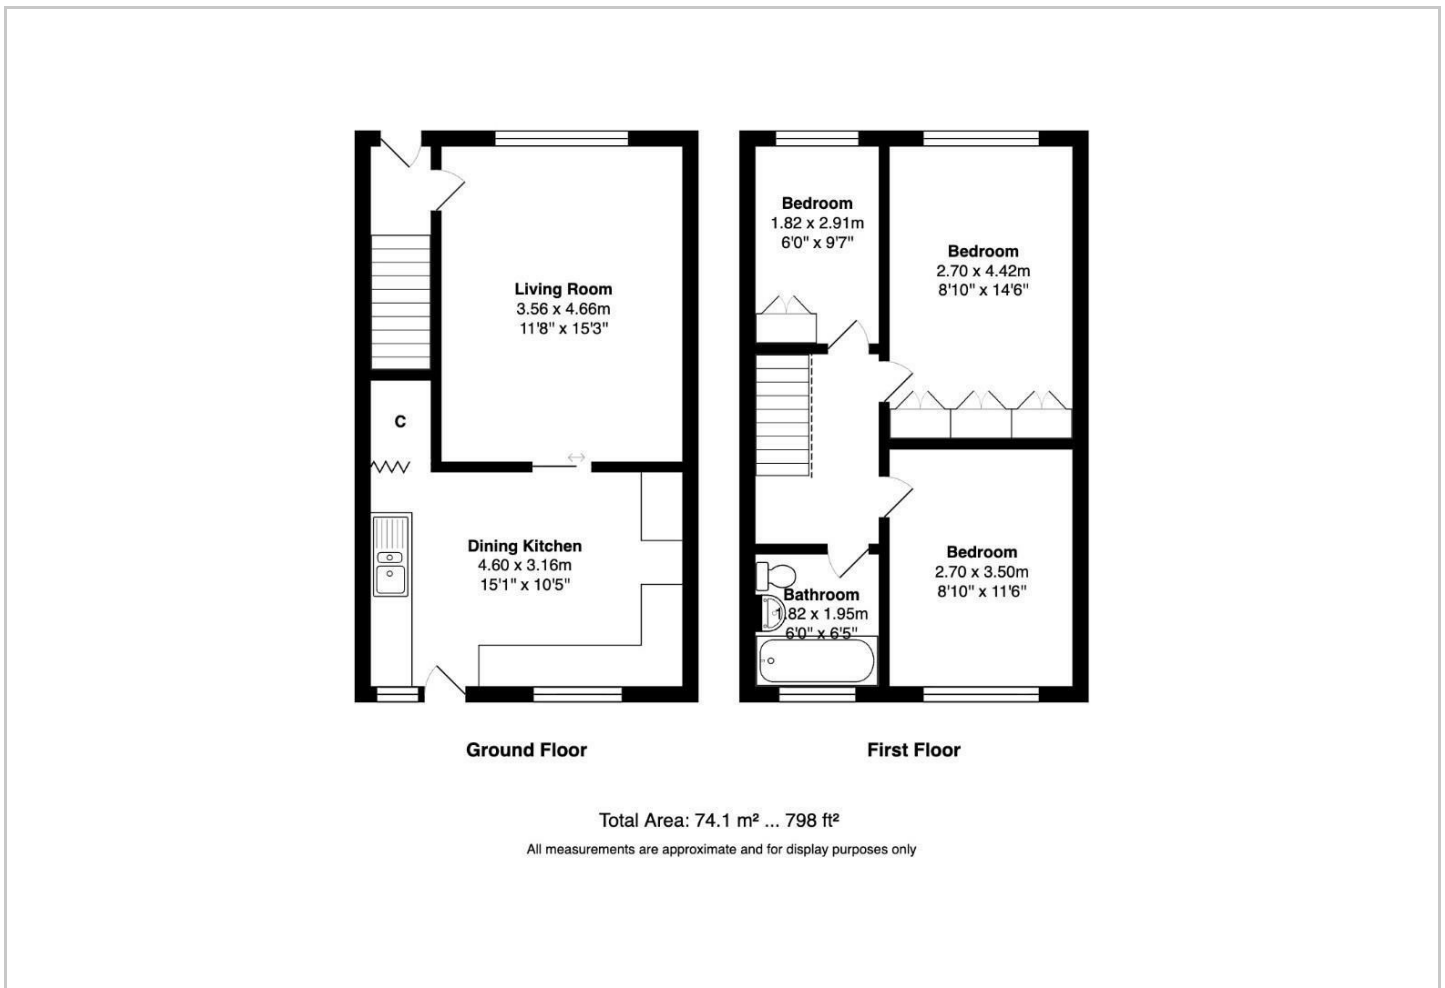 Living Room
3.56 x 4.66m
11'8" x 15'3"
C
Dining Kitchen
4.60 x 3.16m
15'1" x 10'5"
Ground Floor
Bedroom
1.82 x 2.91m
6'0" x 9'7"
Bedroom
2.70 x 4.42m
8'10" x 14'6"
Bedroom
2.70 x 3.50m
8'10" x 11'6"
Bathroom
1.82 x 1.95m
6'0" x 6'5"
First Floor
Total Area: 74.1 m² ... 798 ft²
All measurements are approximate and for display purposes only